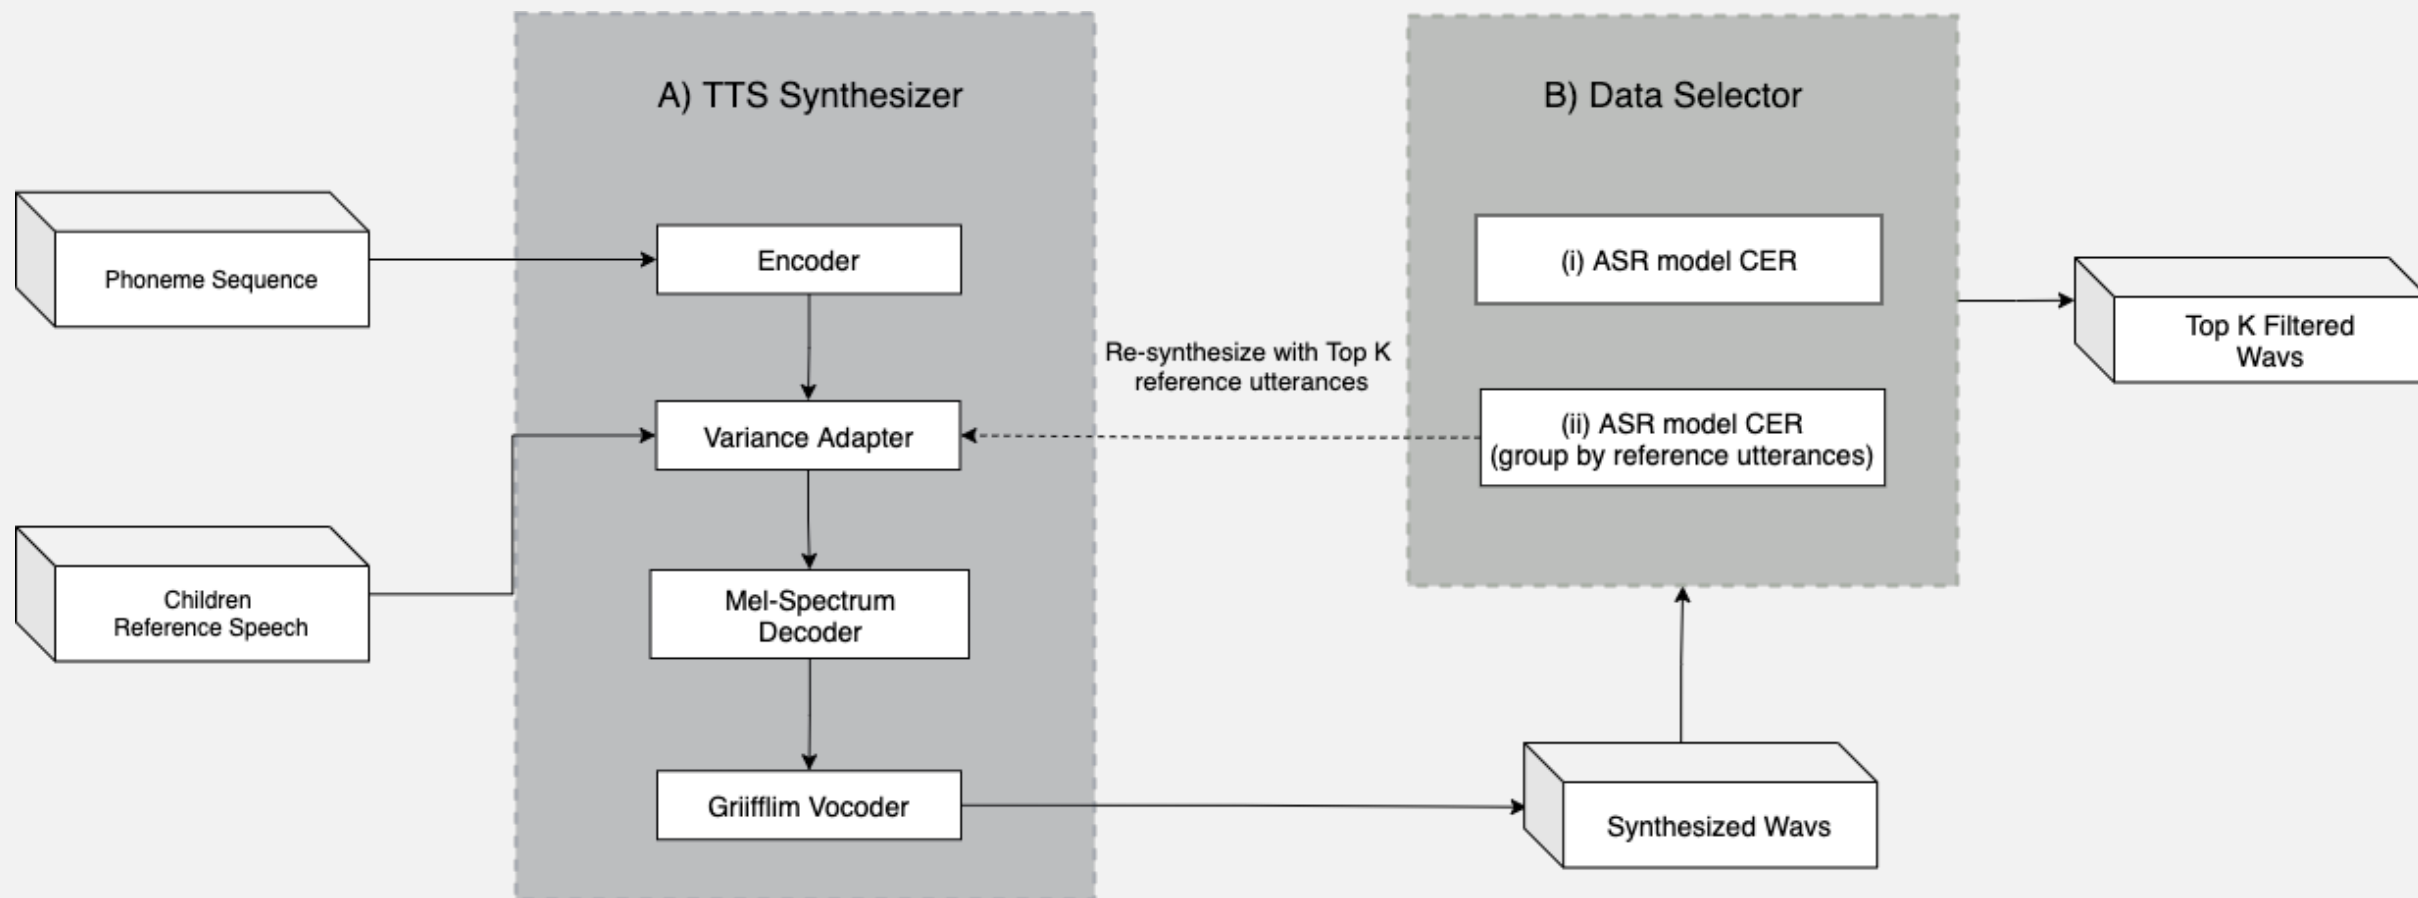 A) TTS Synthesizer
Phoneme Sequence
Children
Reference Speech
Encoder
Variance Adapter
Mel-Spectrum
Decoder
Griifflim Vocoder
Re-synthesize with Top K
reference utterances
B) Data Selector
(i) ASR model CER
(ii) ASR model CER
(group by reference utterances)
Synthesized Wavs
Top K Filtered
Wavs